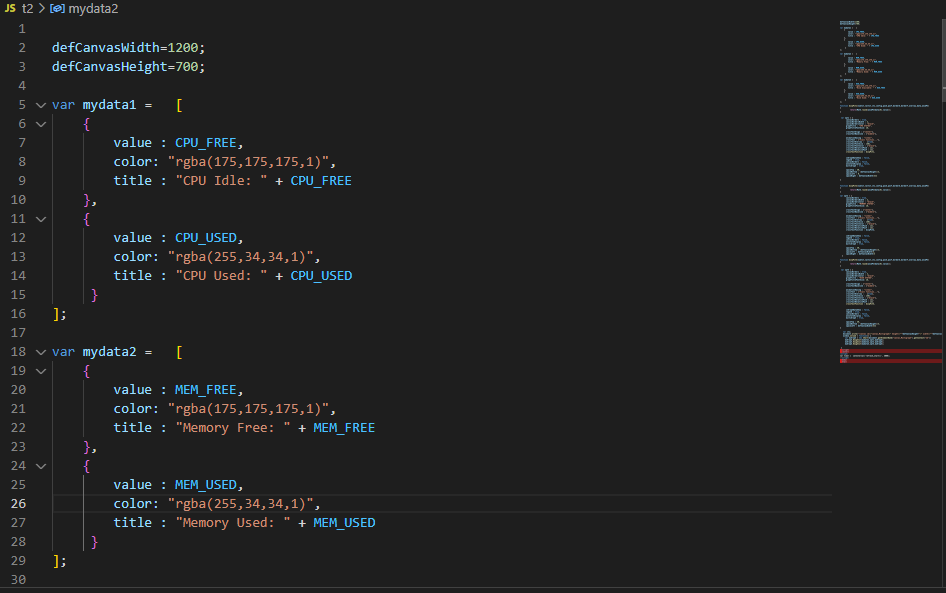 JS t2 > mydata2
1
2 defCanvasWidth=1200;
3 defCanvasHeight=700;
4
5 var mydata1 =   [
6     {
7         value : CPU_FREE,
8         color: "rgba(175,175,175,1)",
9         title : "CPU Idle: " + CPU_FREE
10     },
11     {
12         value : CPU_USED,
13         color: "rgba(255,34,34,1)",
14         title : "CPU Used: " + CPU_USED
15      }
16 ];
17
18 var mydata2 =   [
19     {
20         value : MEM_FREE,
21         color: "rgba(175,175,175,1)",
22         title : "Memory Free: " + MEM_FREE
23     },
24     {
25         value : MEM_USED,
26         color: "rgba(255,34,34,1)",
27         title : "Memory Used: " + MEM_USED
28      }
29 ];
30